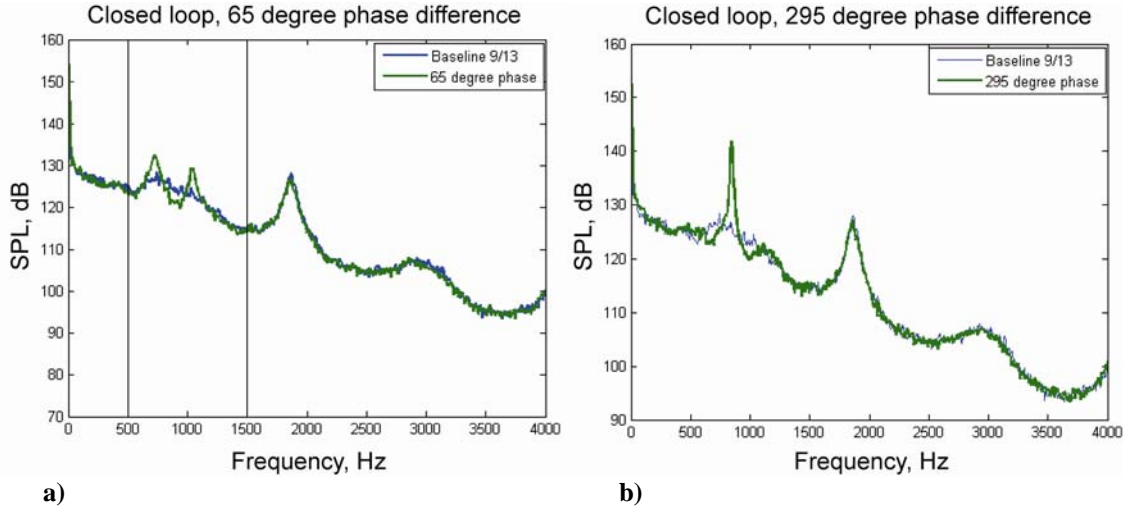 Closed loop, 65 degree phase difference
160
150
140
130
120
110
100
90
80
70
SPL, dB
Baseline 9/13
65 degree phase
0 500 1000 1500 2000 2500 3000 3500 4000
Frequency, Hz
a)
Closed loop, 295 degree phase difference
160
150
140
130
120
110
100
90
SPL, dB
Baseline 9/13
295 degree phase
0 500 1000 1500 2000 2500 3000 3500 4000
Frequency, Hz
b)